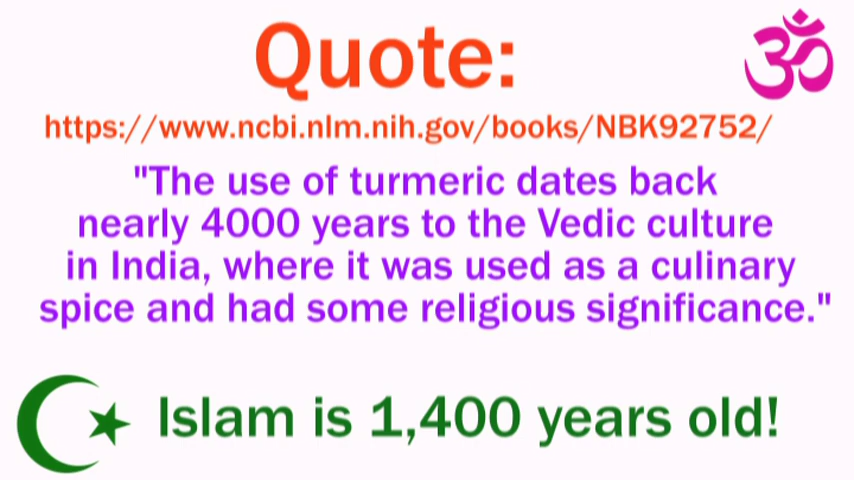 Quote:
ॐ
https://www.ncbi.nlm.nih.gov/books/NBK92752/
"The use of turmeric dates back
nearly 4000 years to the Vedic culture
in India, where it was used as a culinary
spice and had some religious significance."
Islam is 1,400 years old!